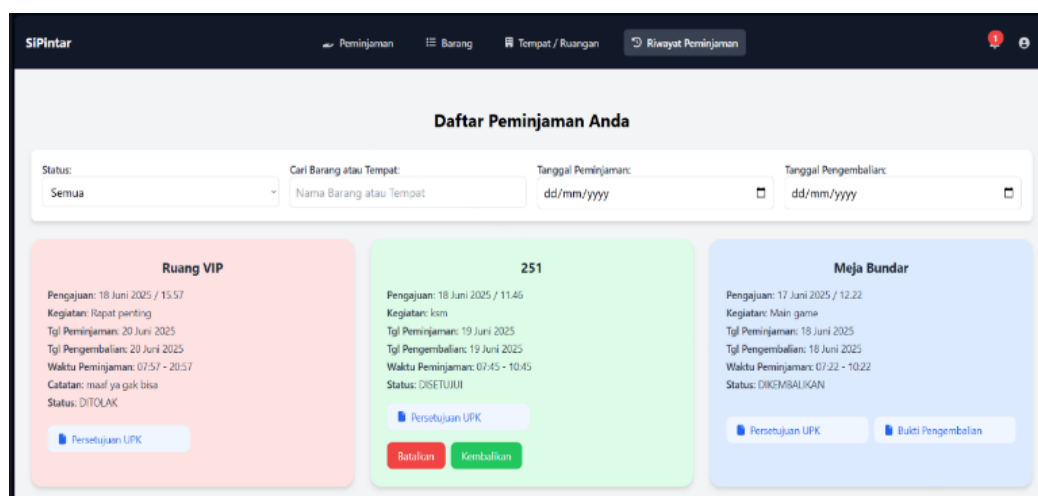 SiPintar
Peminjaman
Barang
Tempat / Ruangan
Riwayat Peminjaman
1
Daftar Peminjaman Anda
Status:
Semua
Cari Barang atau Tempat:
Nama Barang atau Tempat
Tanggal Peminjaman:
dd/mm/yyyy
Tanggal Pengembalian:
dd/mm/yyyy
Ruang VIP
Pengajuan: 18 Juni 2025 / 15.57
Kegiatan: Rapat penting
Tgl Peminjaman: 20 Juni 2025
Tgl Pengembalian: 20 Juni 2025
Waktu Peminjaman: 07:57 - 20:57
Catatan: maaf ya gak bisa
Status: DITOLAK
Persetujuan UPK
251
Pengajuan: 18 Juni 2025 / 11.46
Kegiatan: ksm
Tgl Peminjaman: 19 Juni 2025
Tgl Pengembalian: 19 Juni 2025
Waktu Peminjaman: 07:45 - 10:45
Status: DISETUJUI
Persetujuan UPK
Batalkan
Kembalikan
Meja Bundar
Pengajuan: 17 Juni 2025 / 12.22
Kegiatan: Main game
Tgl Peminjaman: 18 Juni 2025
Tgl Pengembalian: 18 Juni 2025
Waktu Peminjaman: 07:22 - 10:22
Status: DIKEMBALIKAN
Persetujuan UPK
Bukti Pengembalian